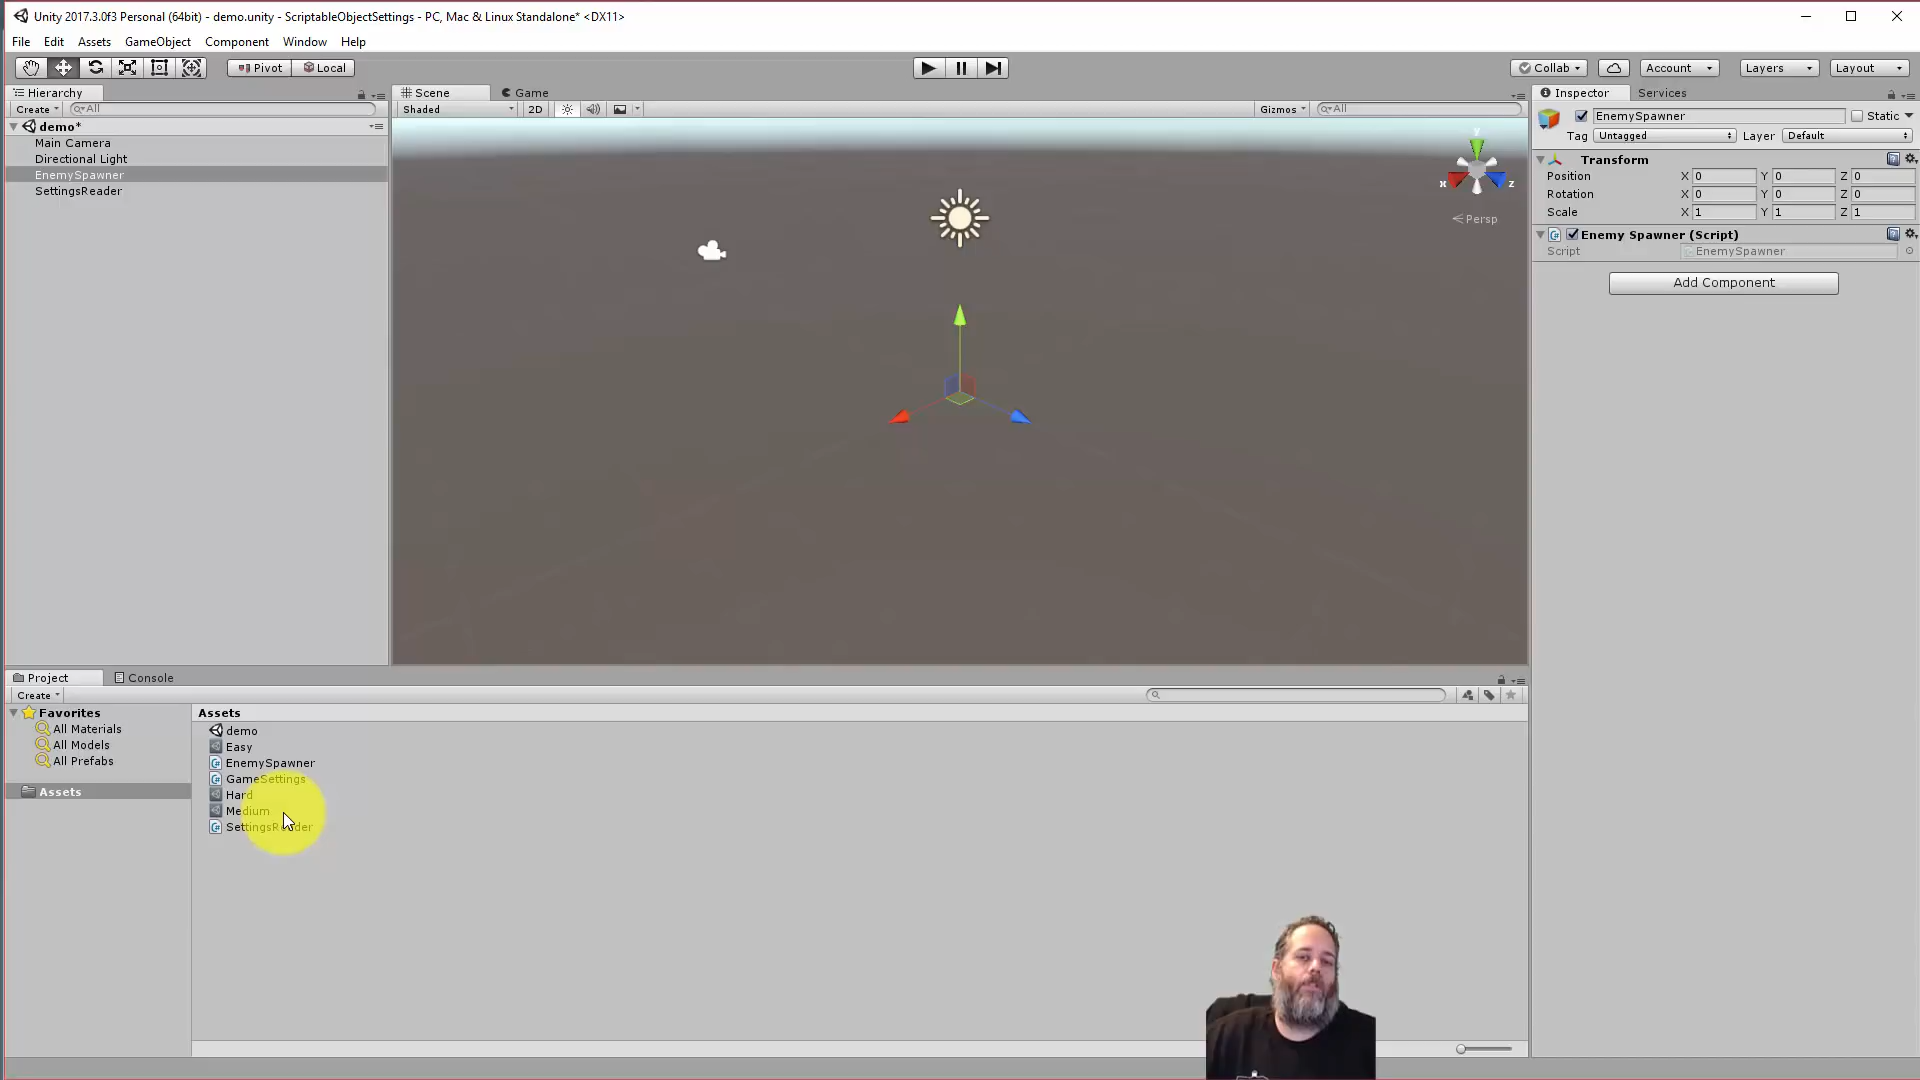 Unity 2017.3.0f3 Personal (64bit) - demo.unity - ScriptableObjectSettings - PC, Mac & Linux Standalone* <DX11>
File Edit Assets GameObject Component Window Help
Pivot Local Collab Account Layers Layout
Hierarchy
Create All
demo*
Main Camera
Directional Light
EnemySpawner
SettingsReader
Scene Game
Shaded 2D Gizmos All
y
x z
Persp
Inspector Services
EnemySpawner Static
Tag Untagged Layer Default
Transform
Position X 0 Y 0 Z 0
Rotation X 0 Y 0 Z 0
Scale X 1 Y 1 Z 1
Enemy Spawner (Script)
Script EnemySpawner
Add Component
Project Console
Create
Favorites
All Materials
All Models
All Prefabs
Assets
Assets
demo
Easy
EnemySpawner
GameSettings
Hard
Medium
SettingsReader